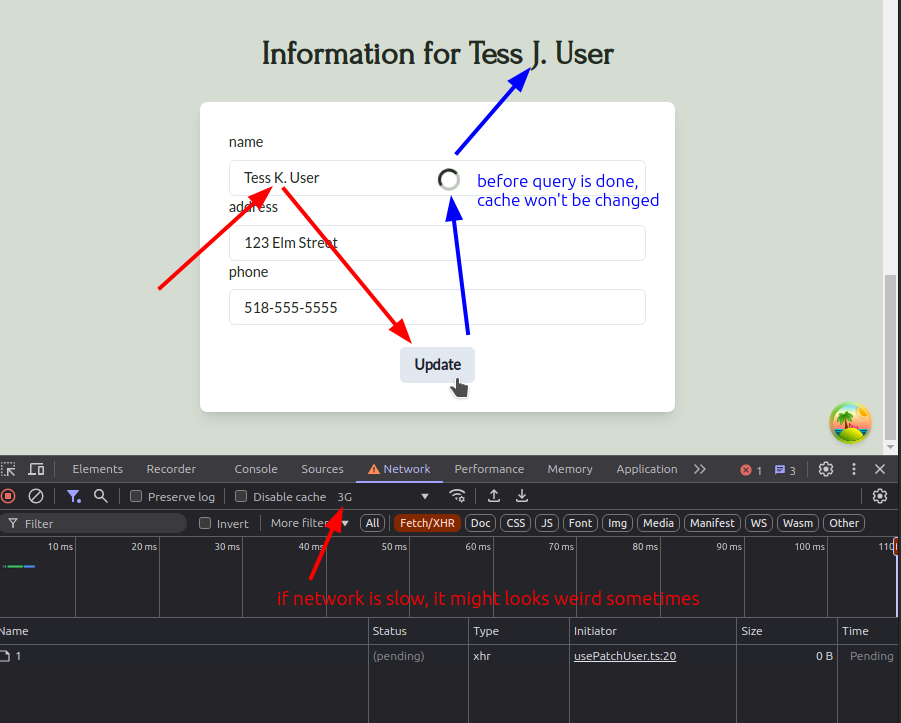 Information for Tess J. User
name
Tess K. User
before query is done,
cache won't be changed
address
123 Elm Street
phone
518-555-5555
Update
Elements Recorder Console Sources Network Performance Memory Application 1 3
Preserve log Disable cache 3G
Filter Invert More filters All Fetch/XHR Doc CSS JS Font Img Media Manifest WS Wasm Other
10 ms 20 ms 30 ms 40 ms 50 ms 60 ms 70 ms 80 ms 90 ms 100 ms 110
if network is slow, it might looks weird sometimes
Name Status Type Initiator Size Time
1 (pending) xhr usePatchUser.ts:20 0 B Pending